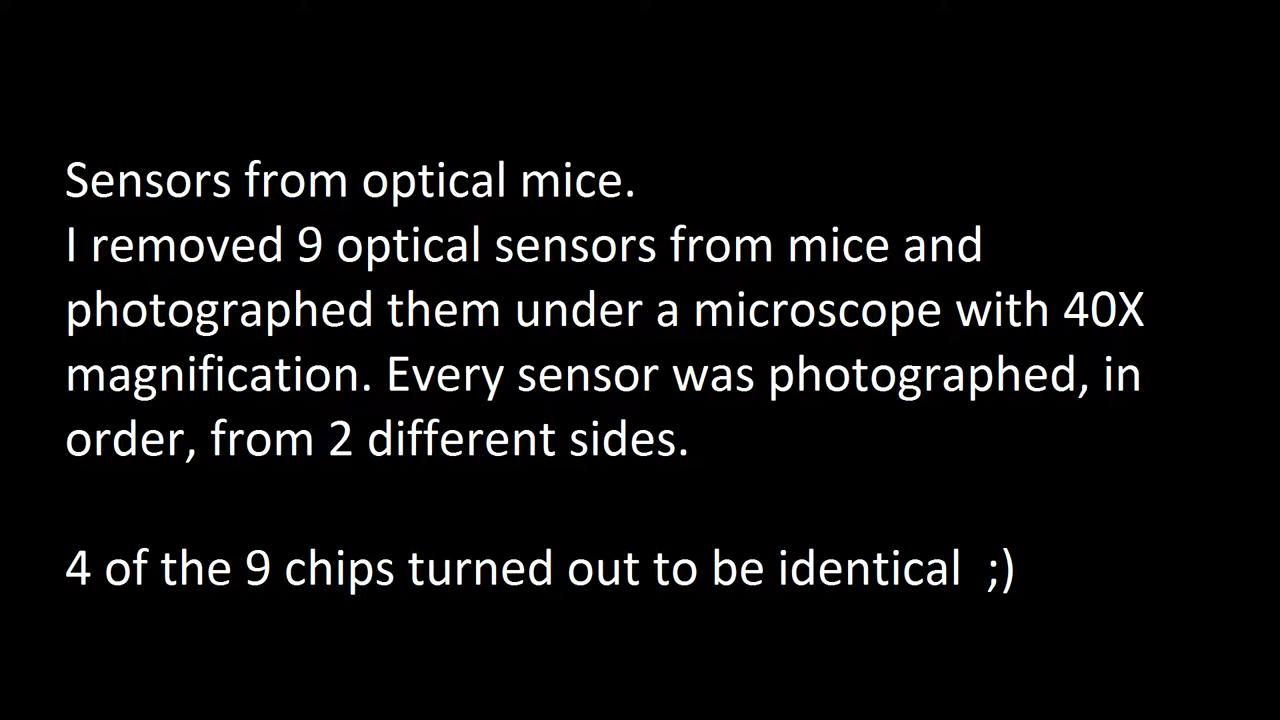 Sensors from optical mice.
I removed 9 optical sensors from mice and
photographed them under a microscope with 40X
magnification. Every sensor was photographed, in
order, from 2 different sides.
4 of the 9 chips turned out to be identical  ;)